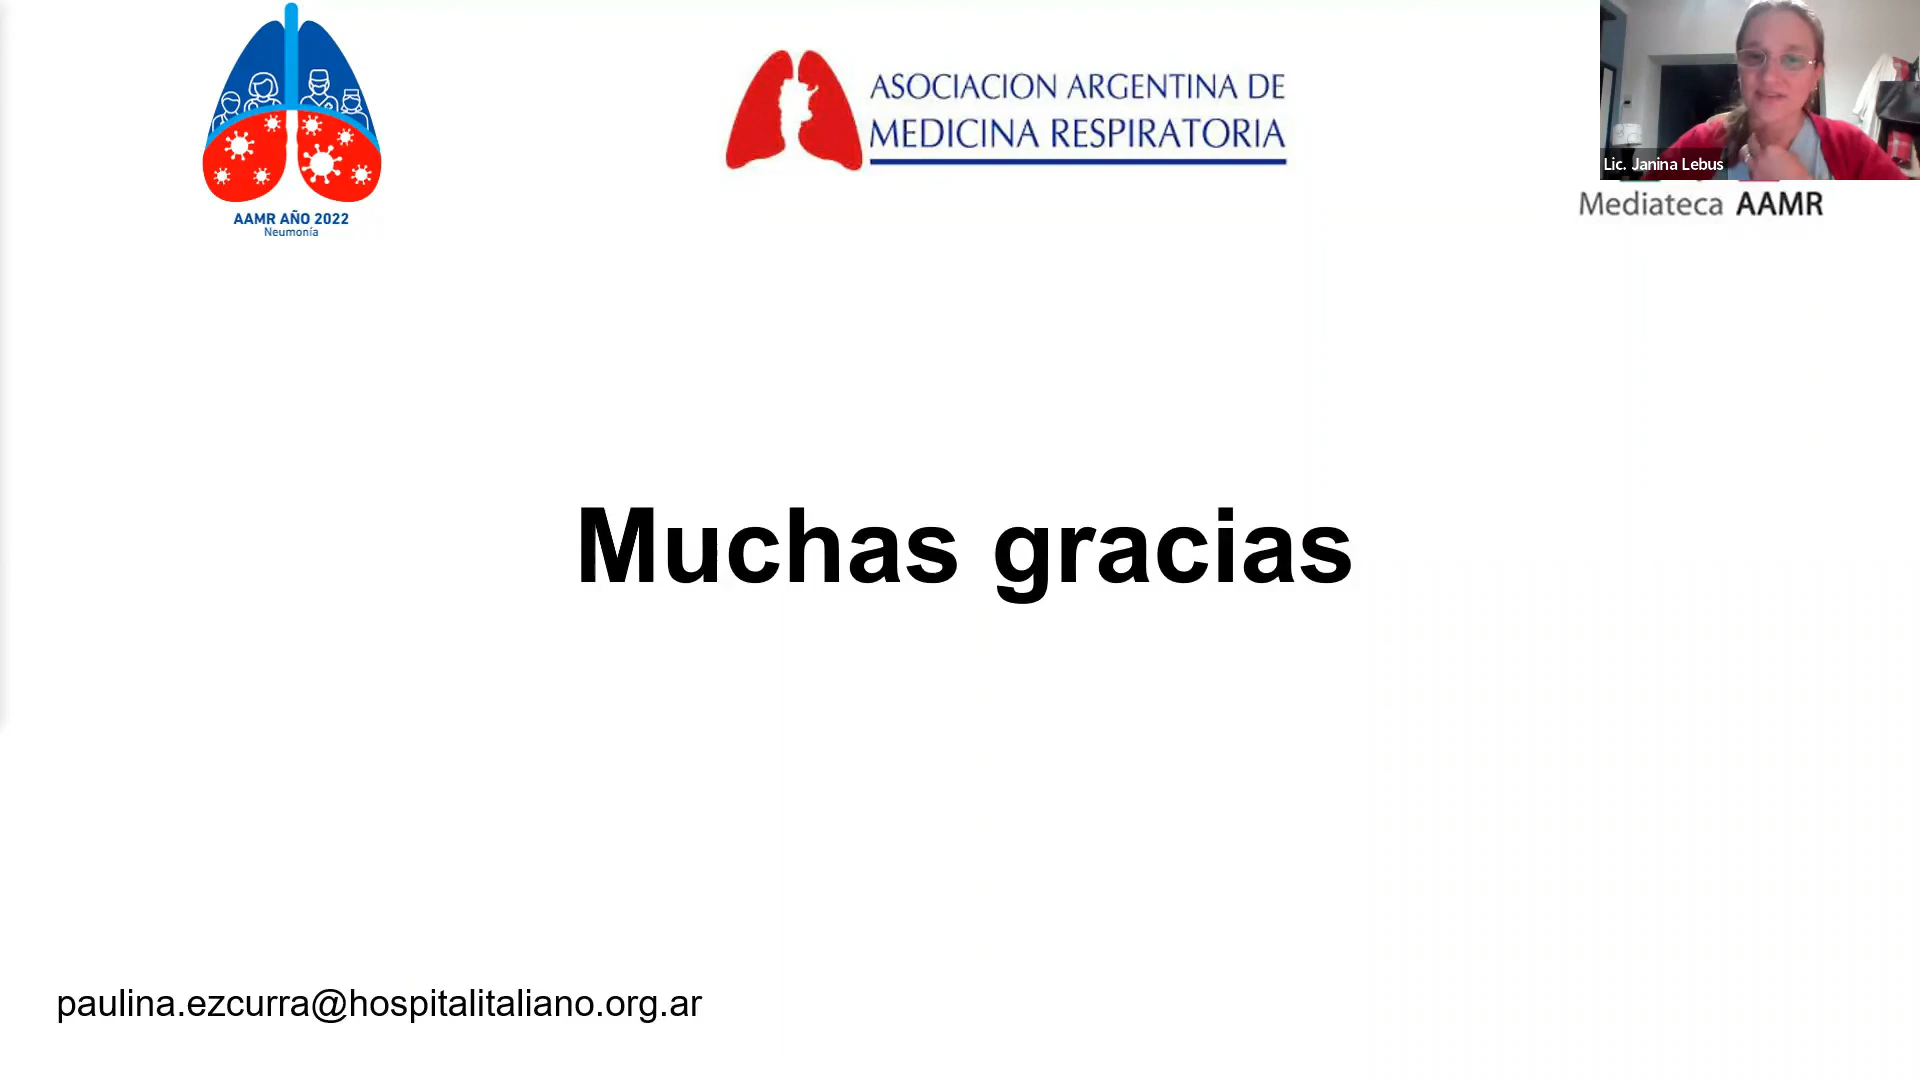 AAMR AÑO 2022
Neumonía
ASOCIACION ARGENTINA DE
MEDICINA RESPIRATORIA
Lic. Janina Lebus
Mediateca AAMR
Muchas gracias
paulina.ezcurra@hospitalitaliano.org.ar